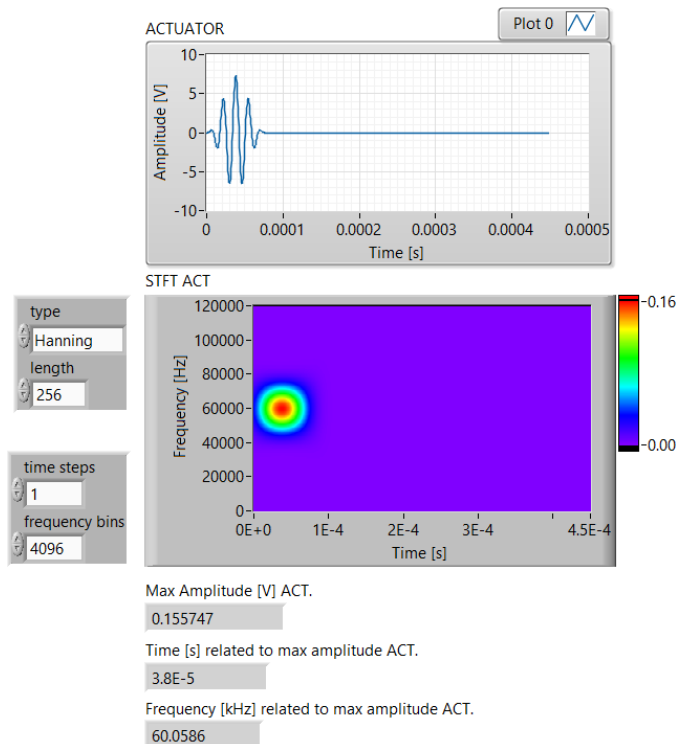 ACTUATOR
Plot 0
Amplitude [V]
10
5
0
-5
-10
0 0.0001 0.0002 0.0003 0.0004 0.0005
Time [s]
STFT ACT
type
Hanning
length
256
time steps
1
frequency bins
4096
Frequency [Hz]
120000
100000
80000
60000
40000
20000
0
0E+0 1E-4 2E-4 3E-4 4.5E-4
Time [s]
0.16
0.00
Max Amplitude [V] ACT.
0.155747
Time [s] related to max amplitude ACT.
3.8E-5
Frequency [kHz] related to max amplitude ACT.
60.0586